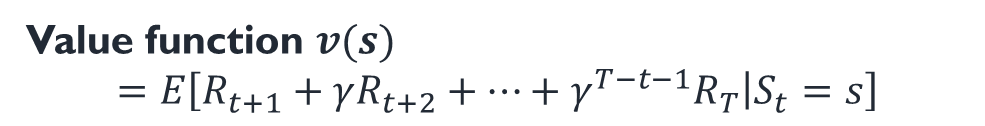 Value function v(s)
= E[R_{t+1} + γR_{t+2} + ⋯ + γ^{T−t−1}R_T|S_t = s]